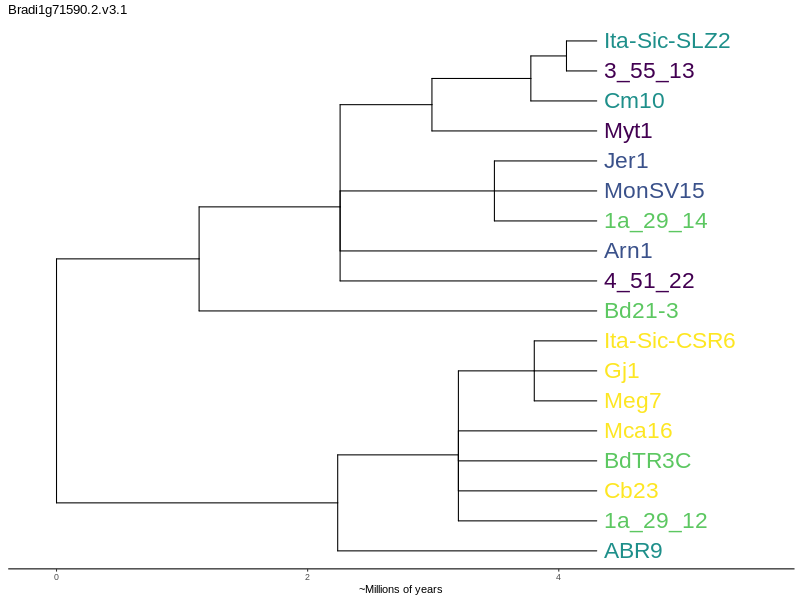 Bradi1g71590.2.v3.1
Ita-Sic-SLZ2
3_55_13
Cm10
Myt1
Jer1
MonSV15
1a_29_14
Arn1
4_51_22
Bd21-3
Ita-Sic-CSR6
Gj1
Meg7
Mca16
BdTR3C
Cb23
1a_29_12
ABR9
0 2 4
~Millions of years